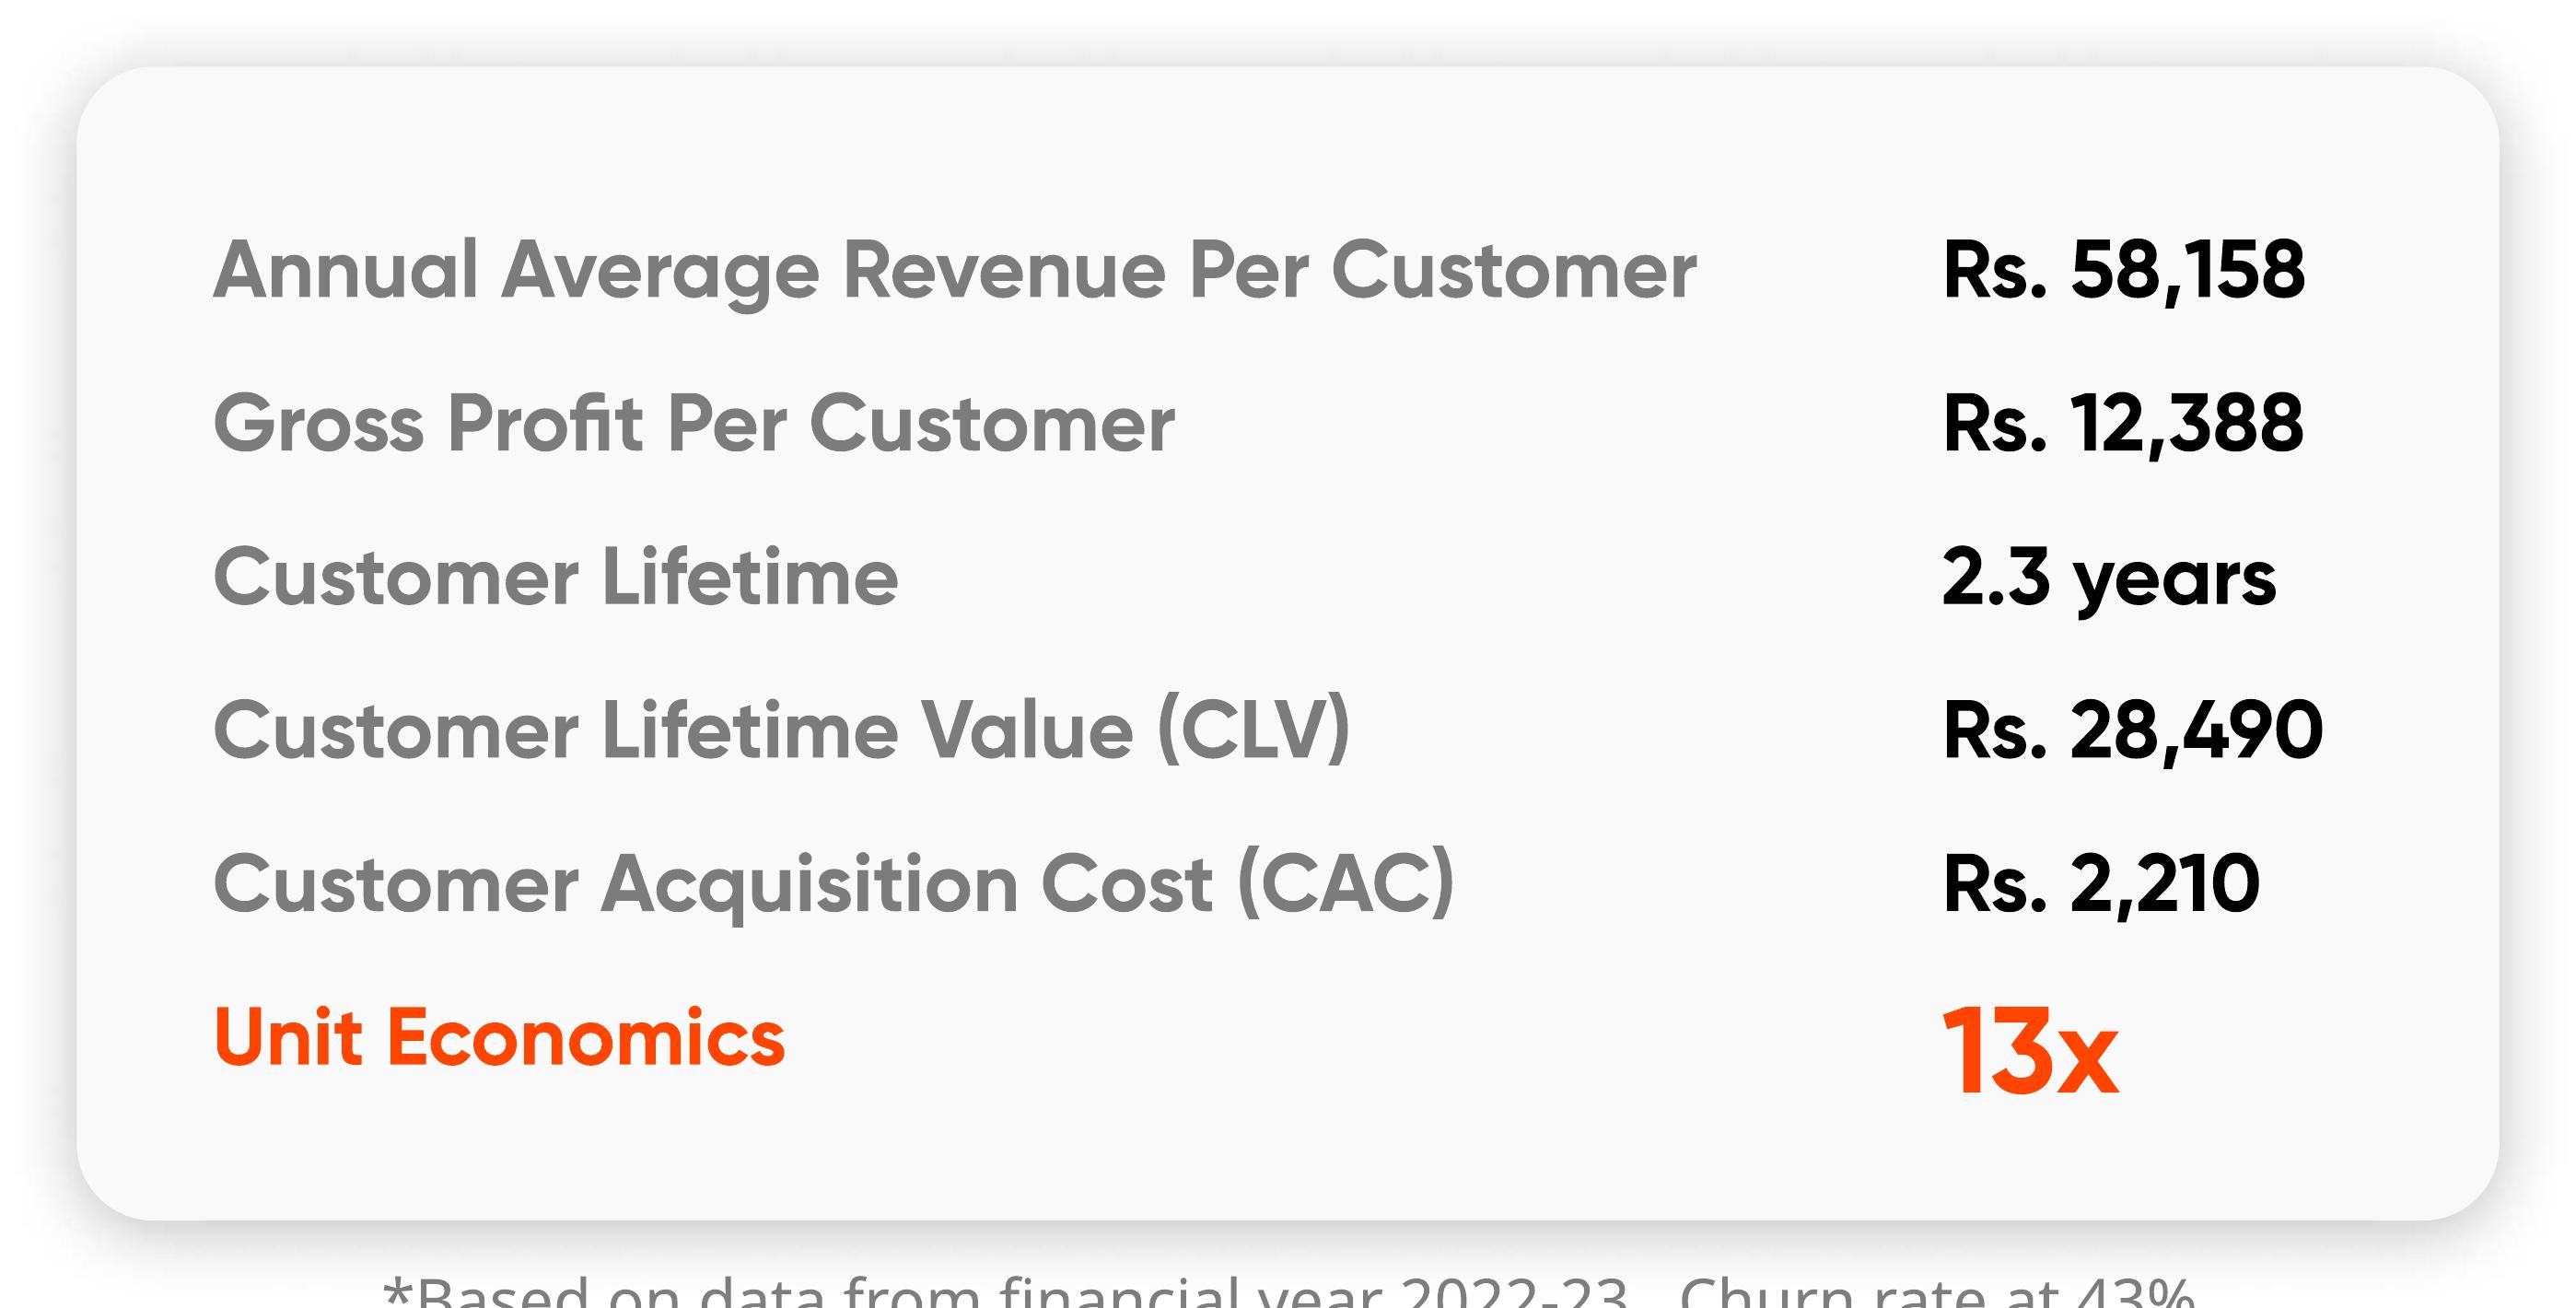 Annual Average Revenue Per Customer Rs. 58,158
Gross Profit Per Customer Rs. 12,388
Customer Lifetime 2.3 years
Customer Lifetime Value (CLV) Rs. 28,490
Customer Acquisition Cost (CAC) Rs. 2,210
Unit Economics 13x
*Based on data from financial year 2022-23. Churn rate at 43%